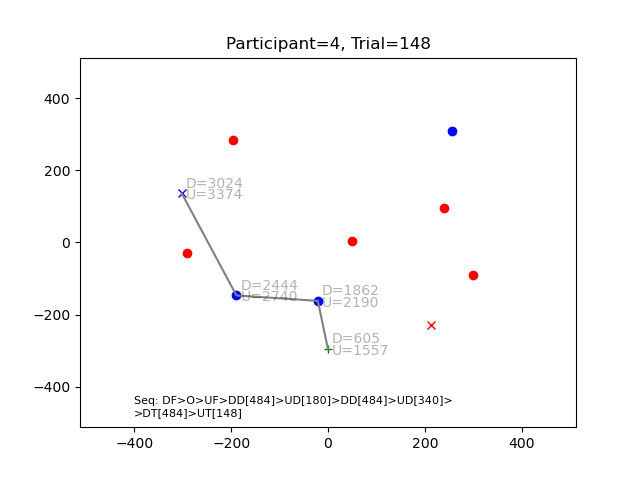 Participant=4, Trial=148
400
200
0
−200
−400
D=3024
U=3374
D=2444
U=2740
D=1862
U=2190
D=605
U=1557
Seq: DF>O>UF>DD[484]>UD[180]>DD[484]>UD[340]>
>DT[484]>UT[148]
−400 −200 0 200 400